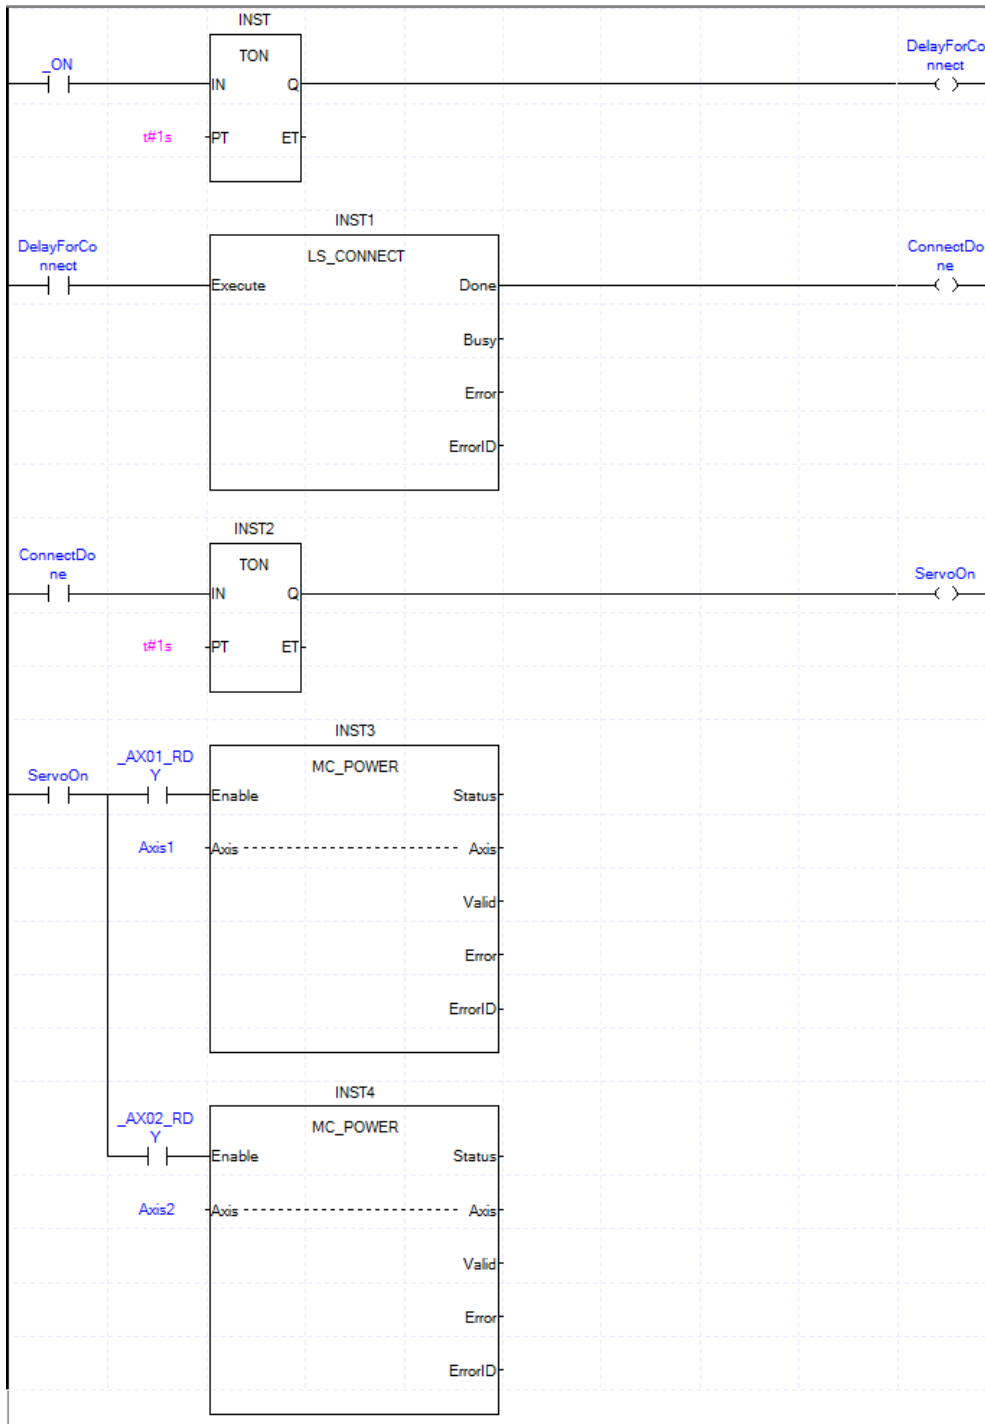 INST
TON
_ON
DelayForCo
nnect
IN Q
t#1s PT ET
INST1
LS_CONNECT
DelayForCo
nnect
ConnectDo
ne
Execute Done
Busy
Error
ErrorID
INST2
TON
ConnectDo
ne
ServoOn
IN Q
t#1s PT ET
INST3
MC_POWER
_AX01_RD
Y
ServoOn
Enable Status
Axis1 Axis Axis
Valid
Error
ErrorID
INST4
MC_POWER
_AX02_RD
Y
Enable Status
Axis2 Axis Axis
Valid
Error
ErrorID